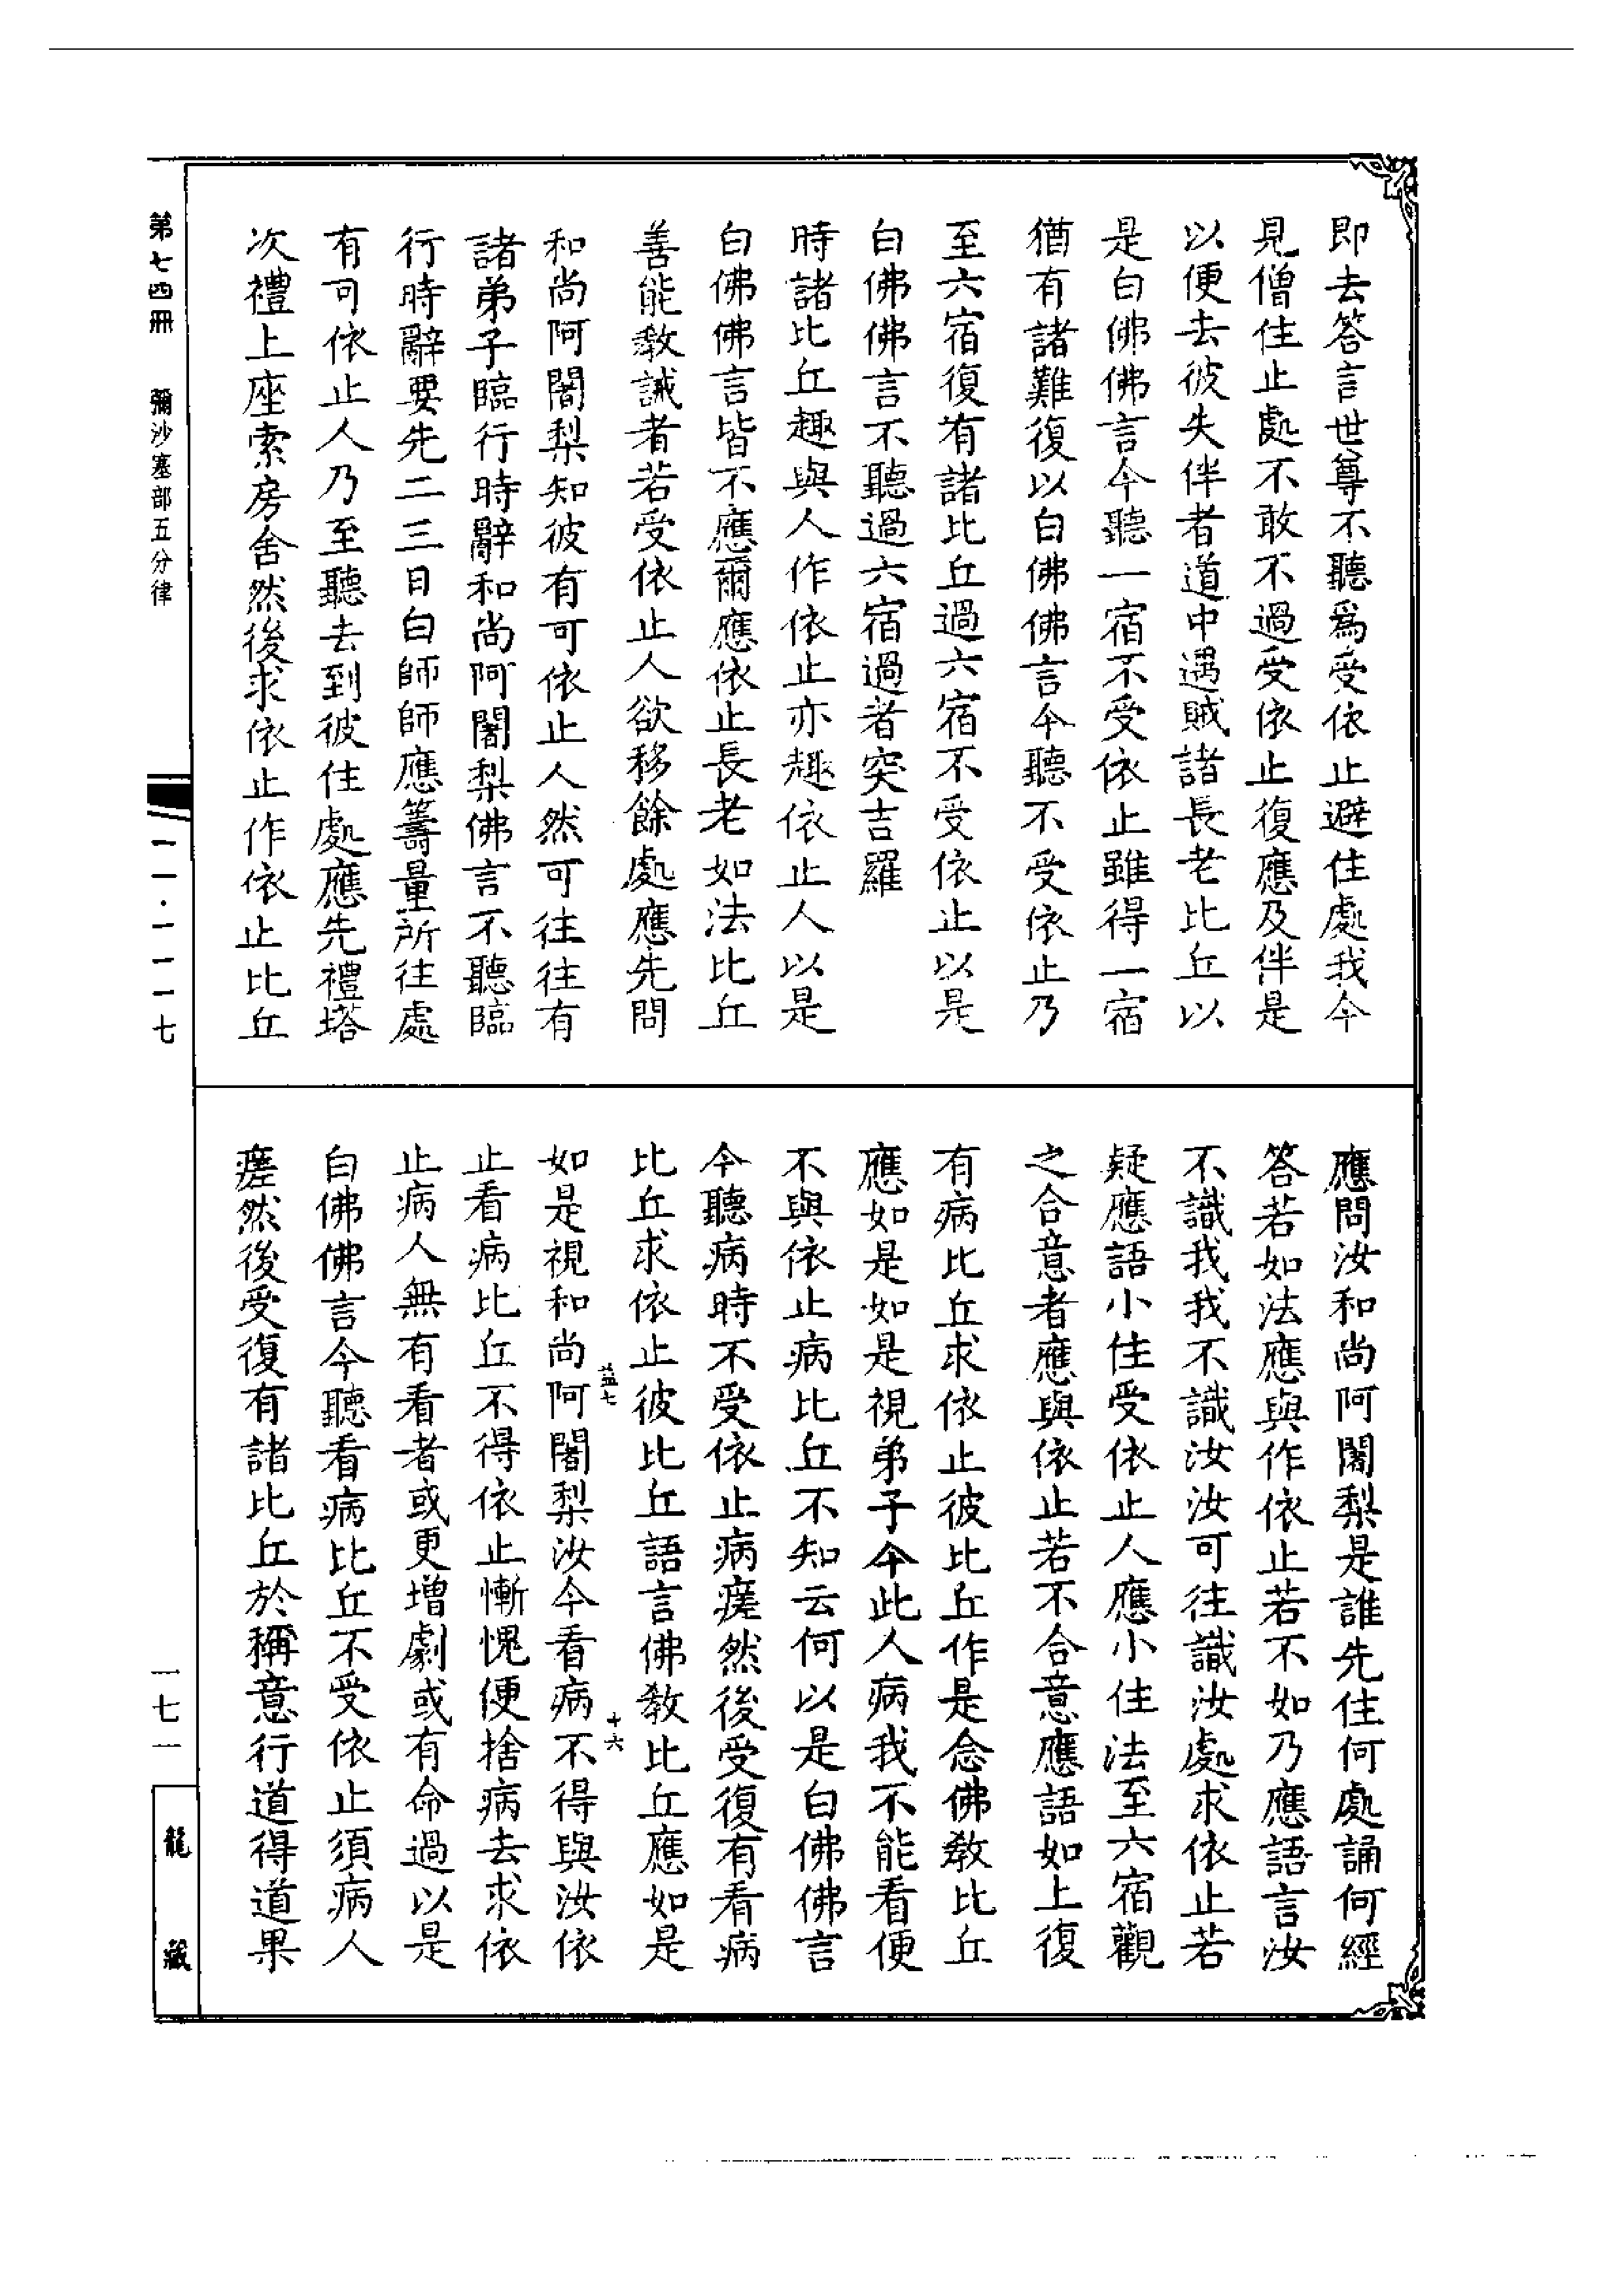 即去答言世尊不聽爲受依止避住處我今
見僧住止處不敢不過受依止復應及伴是
以便去彼失伴者道中遇賊諸長老比丘以
是白佛佛言今聽一宿不受依止雖得一宿
猶有諸難復以白佛佛言今聽不受依止乃
至六宿復有諸比丘過六宿不受依止以是
白佛佛言不聽過六宿過者突吉羅
時諸比丘趣與人作依止亦趣依止人以是
白佛佛言皆不應爾應依止長老如法比丘
善能教誡者若受依止人欲移餘處應先問
和尚阿闍梨知彼有可依止人然可往往有
諸弟子臨行時辭和尚阿闍梨佛言不聽臨
行時辭要先二三日白師師應籌量所往處
有可依止人乃至聽去到彼住處應先禮塔
次禮上座索房舍然後求依止作依止比丘
應問汝和尚阿闍梨是誰先住何處誦何經
答若如法應與作依止若不如乃應語言汝
不識我我不識汝汝可往識汝處求依止若
疑應語小住受依止人應小住法至六宿觀
之合意者應與依止若不合意應語如上復
有病比丘求依止彼比丘作是念佛教比丘
應如是如是視弟子今此人病我不能看便
不與依止病比丘不知云何以是白佛佛言
今聽病時不受依止病瘥然後受復有看病
比丘求依止彼比丘語言佛教比丘應如是
益七
十六
如是視和尚阿闍梨汝今看病不得與汝依
止看病比丘不得依止慚愧便捨病去求依
止病人無有看者或更增劇或有命過以是
白佛佛言今聽看病比丘不受依止須病人
瘥然後受復有諸比丘於稱意行道得道果
第七四冊 彌沙塞部五分律
一一·一一一七
一七一
龍藏